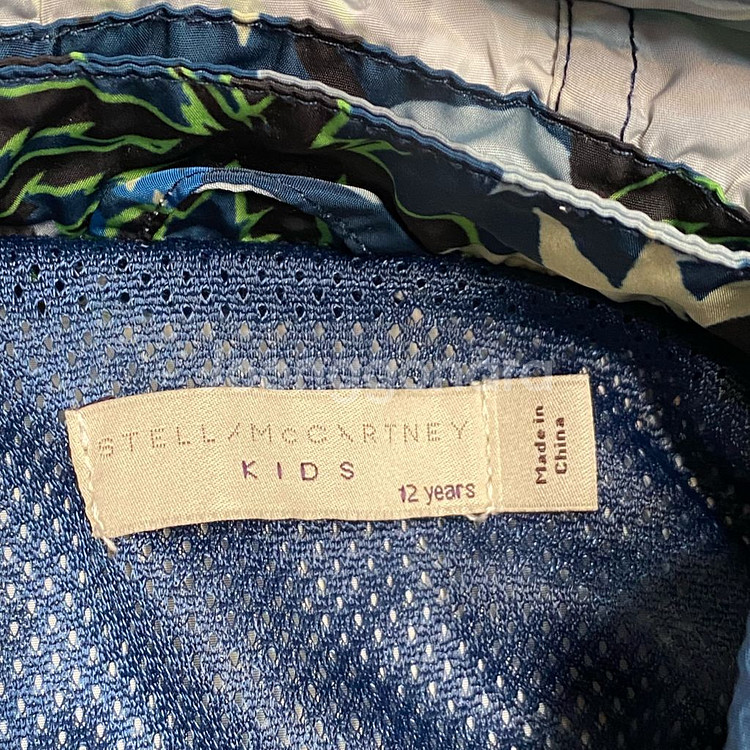 STELLA McCARTNEY
KIDS
12 years
Made in
China